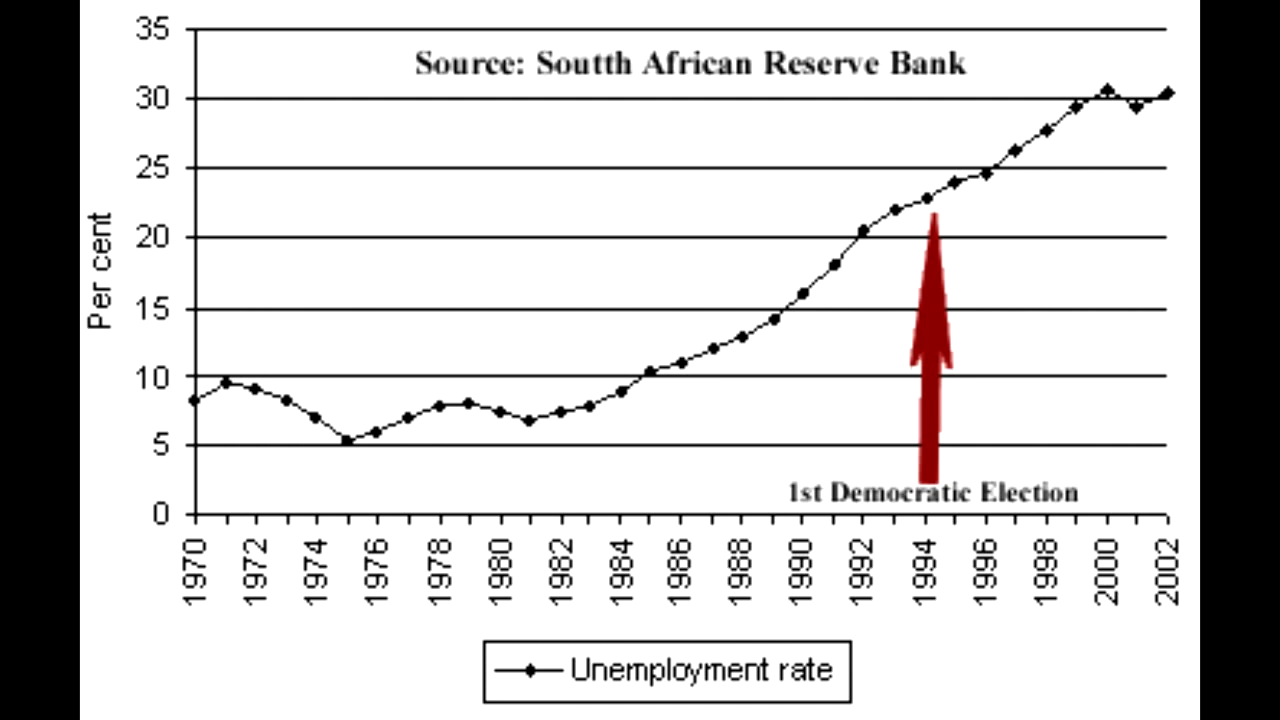 35
Source: Soutth African Reserve Bank
30
25
20
15
10
5
0
Per cent
1st Democratic Election
1970 1972 1974 1976 1978 1980 1982 1984 1986 1988 1990 1992 1994 1996 1998 2000 2002
Unemployment rate